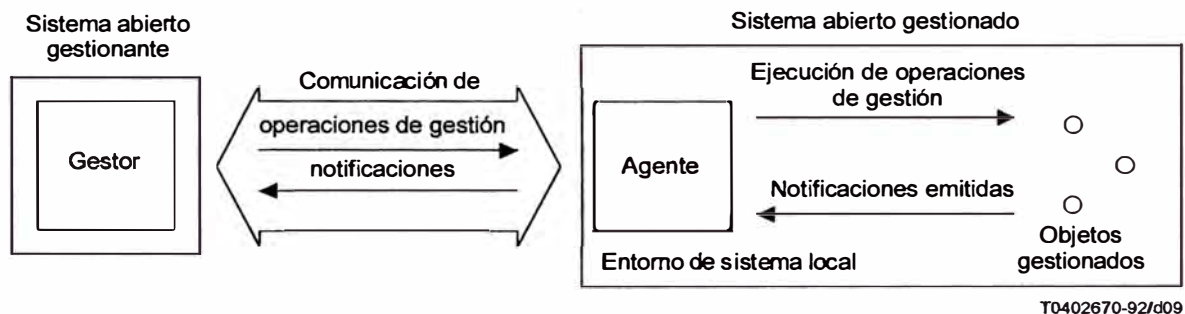 Sistema abierto
gestionante
Sistema abierto gestionado
Comunicación de
operaciones de gestión
notificaciones
Gestor
Ejecución de operaciones
de gestión
Agente
Notificaciones emitidas
Entorno de sistema local
Objetos
gestionados
T0402670-92/d09